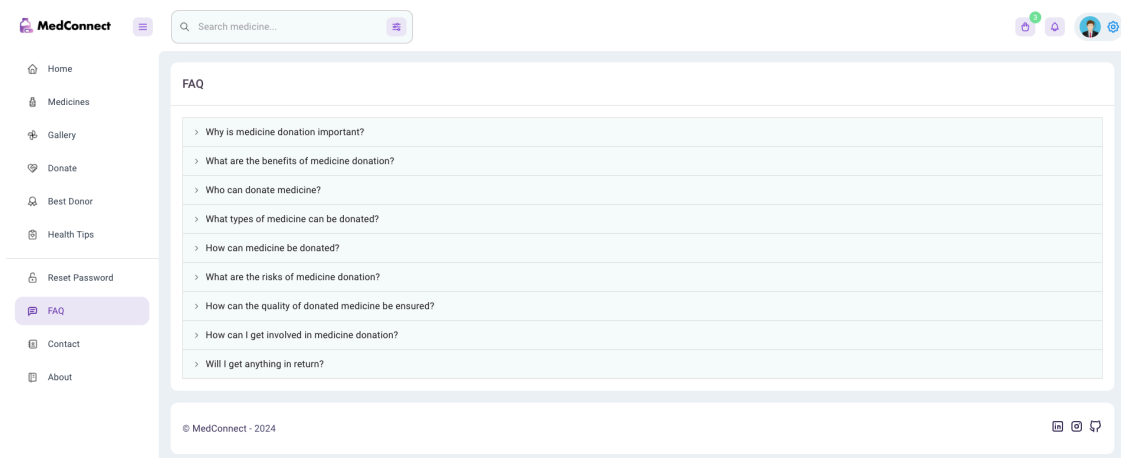 MedConnect
Search medicine...
3
Home
Medicines
Gallery
Donate
Best Donor
Health Tips
Reset Password
FAQ
Contact
About
FAQ
Why is medicine donation important?
What are the benefits of medicine donation?
Who can donate medicine?
What types of medicine can be donated?
How can medicine be donated?
What are the risks of medicine donation?
How can the quality of donated medicine be ensured?
How can I get involved in medicine donation?
Will I get anything in return?
© MedConnect - 2024
in